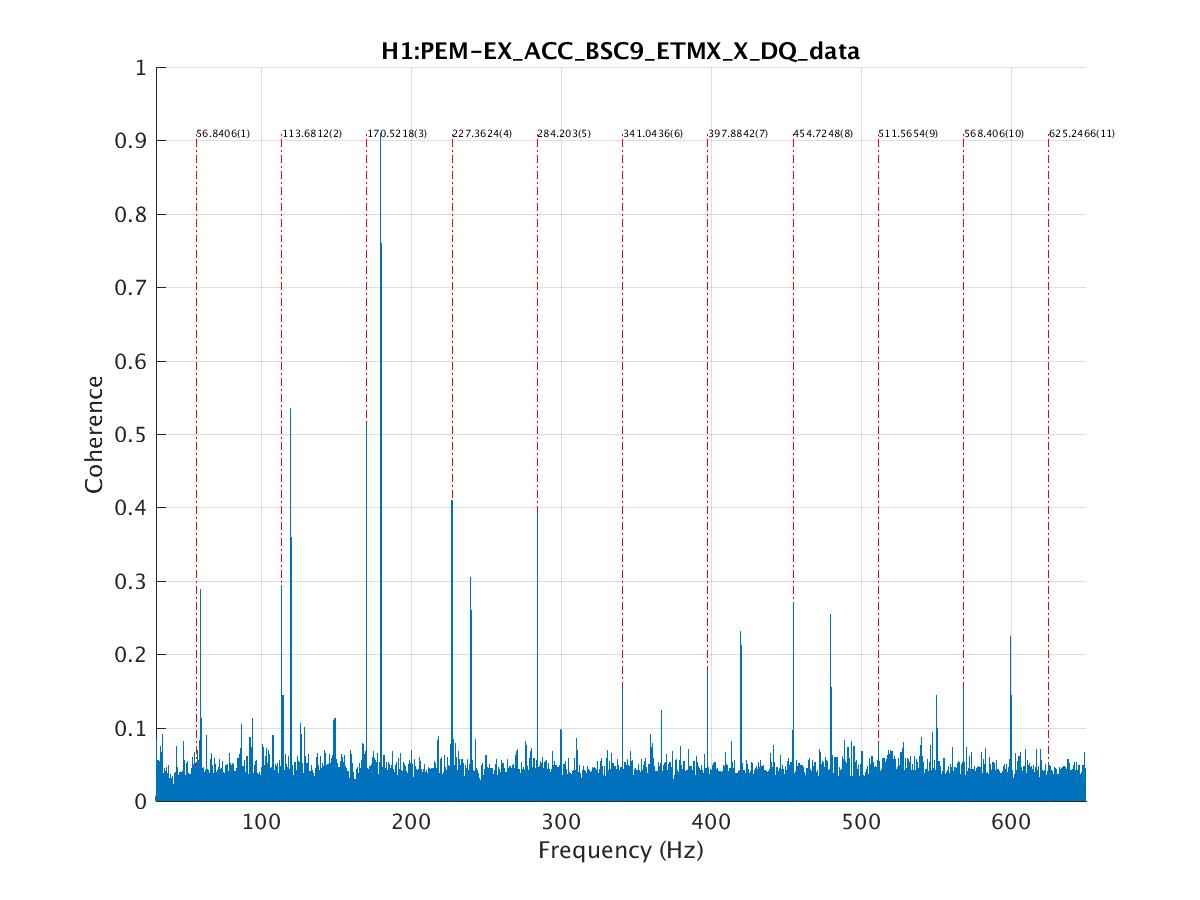 H1:PEM-EX_ACC_BSC9_ETMX_X_DQ_data
1
56.8406(1) 113.6812(2) 170.5218(3) 227.3624(4) 284.203(5) 341.0436(6) 397.8842(7) 454.7248(8) 511.5654(9) 568.406(10) 625.2466(11)
0.9
0.8
0.7
0.6
0.5
0.4
0.3
0.2
0.1
0
Coherence
100 200 300 400 500 600
Frequency (Hz)